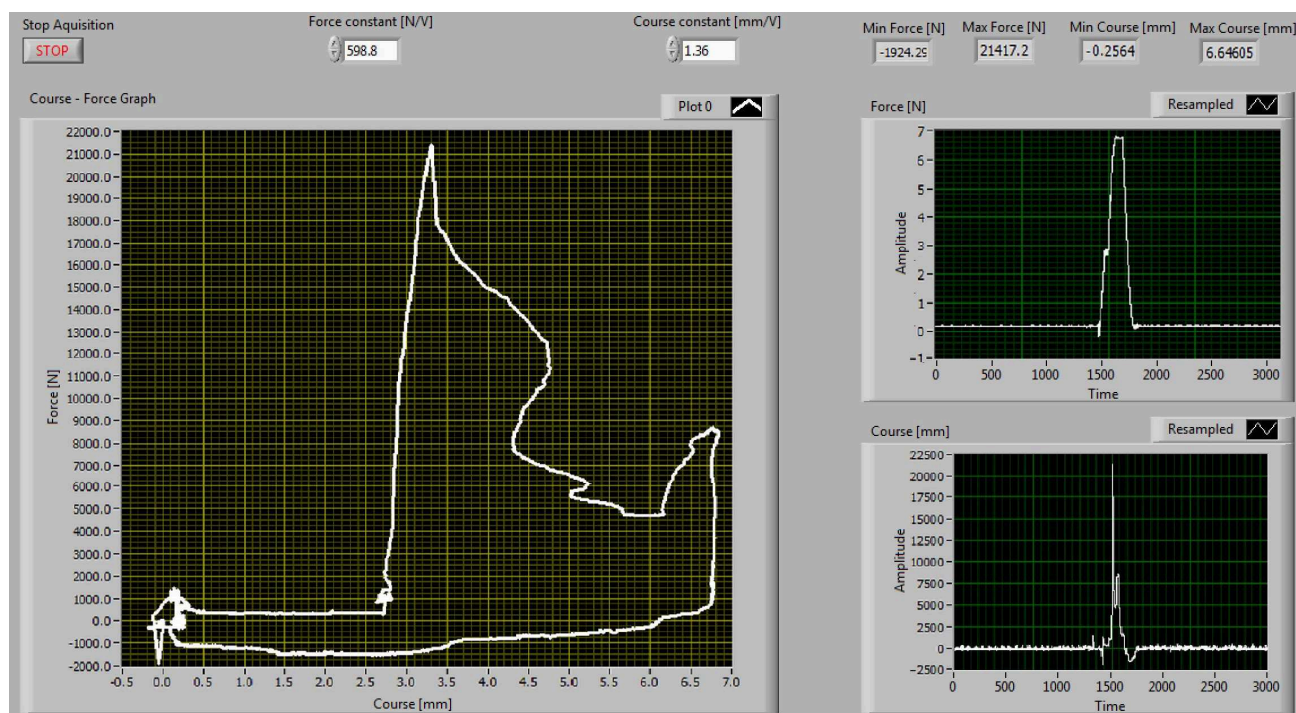 Stop Aquisition
STOP
Force constant [N/V]
598.8
Course constant [mm/V]
1.36
Min Force [N]
-1924.29
Max Force [N]
21417.2
Min Course [mm]
-0.2564
Max Course [mm]
6.64605
Course - Force Graph
Plot 0
22000.0
21000.0
20000.0
19000.0
18000.0
17000.0
16000.0
15000.0
14000.0
13000.0
12000.0
11000.0
10000.0
9000.0
8000.0
7000.0
6000.0
5000.0
4000.0
3000.0
2000.0
1000.0
0.0
-1000.0
-2000.0
Force [N]
-0.5 0.0 0.5 1.0 1.5 2.0 2.5 3.0 3.5 4.0 4.5 5.0 5.5 6.0 6.5 7.0
Course [mm]
Force [N]
Resampled
7
6
5
4
3
2
1
0
-1
Amplitude
0 500 1000 1500 2000 2500 3000
Time
Course [mm]
Resampled
22500
20000
17500
15000
12500
10000
7500
5000
2500
0
-2500
Amplitude
0 500 1000 1500 2000 2500 3000
Time